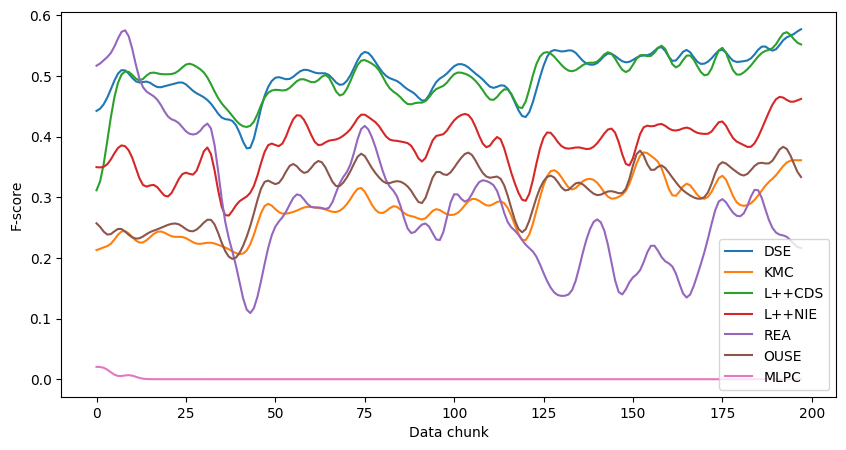 F-score
0.6
0.5
0.4
0.3
0.2
0.1
0.0
0
25
50
75
100
125
150
175
200
Data chunk
DSE
KMC
L++CDS
L++NIE
REA
OUSE
MLPC